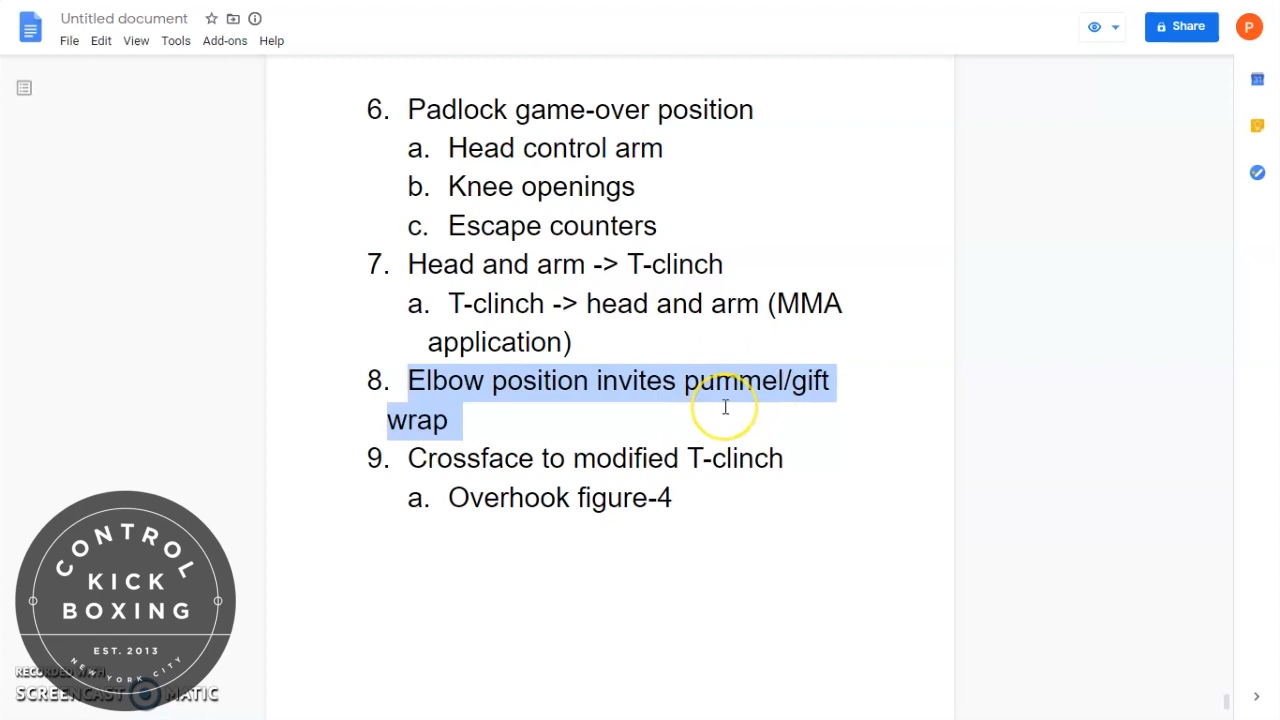 Untitled document
File Edit View Tools Add-ons Help
Share
P
6. Padlock game-over position
a. Head control arm
b. Knee openings
c. Escape counters
7. Head and arm -> T-clinch
a. T-clinch -> head and arm (MMA
application)
8. Elbow position invites pummel/gift
wrap
9. Crossface to modified T-clinch
a. Overhook figure-4
CONTROL
KICK
BOXING
EST. 2013
NEW YORK CITY
RECORDED WITH
SCREENCAST MATIC